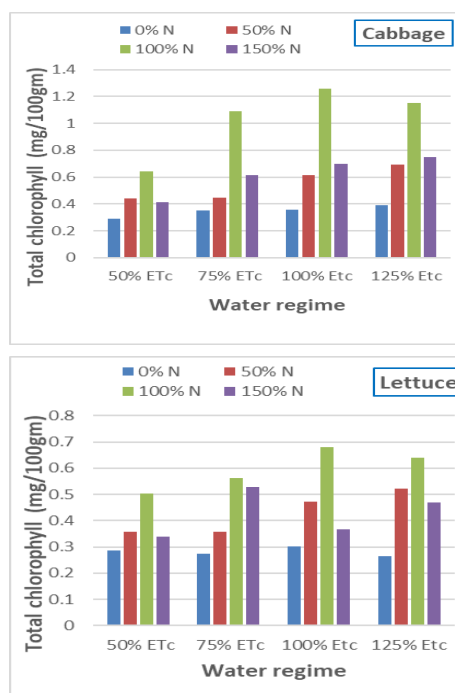 Cabbage
0% N
50% N
100% N
150% N
Total chlorophyll (mg/100gm)
1.4
1.2
1
0.8
0.6
0.4
0.2
0
50% ETc
75% ETc
100% Etc
125% Etc
Water regime
Lettuce
0% N
50% N
100% N
150% N
Total chlorophyll (mg/100gm)
0.8
0.7
0.6
0.5
0.4
0.3
0.2
0.1
0
50% ETc
75% ETc
100% Etc
125% Etc
Water regime